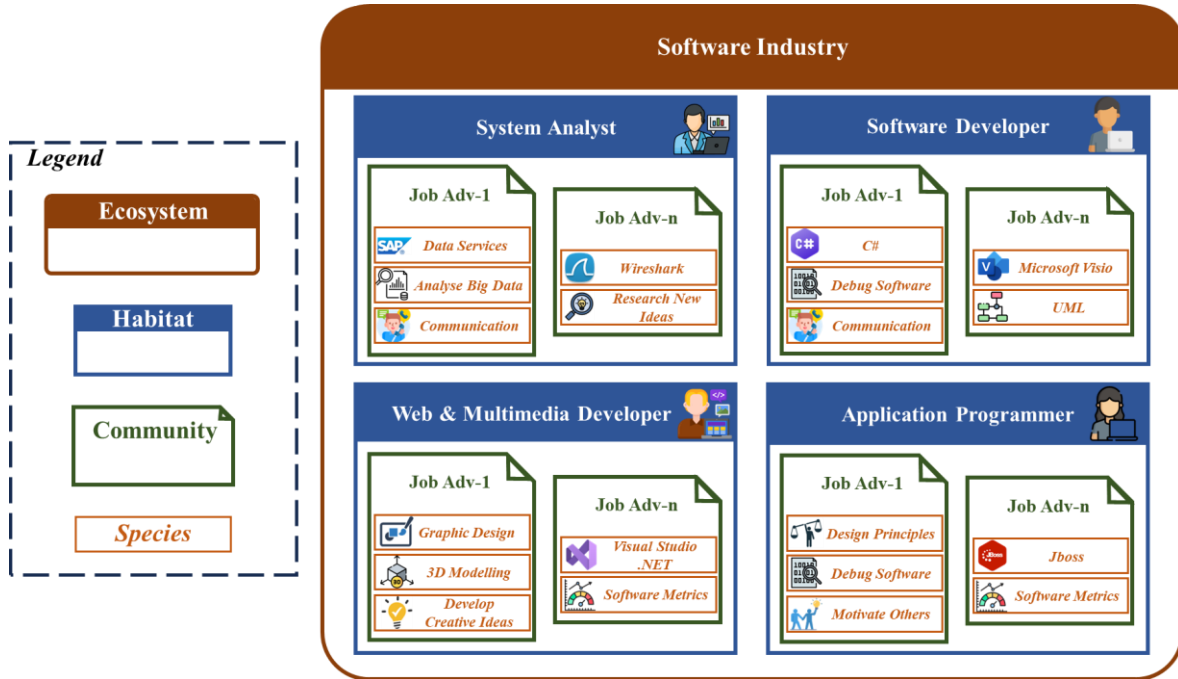 Software Industry
Legend
Ecosystem
Habitat
Community
Species
System Analyst
Job Adv-1
SAP
Data Services
Analyse Big Data
Communication
Job Adv-n
Wireshark
Research New
Ideas
Software Developer
Job Adv-1
C#
C#
Debug Software
Communication
Job Adv-n
V
Microsoft Visio
UML
Web & Multimedia Developer
</>
Job Adv-1
Graphic Design
3D
3D Modelling
Develop
Creative Ideas
Job Adv-n
Visual Studio
.NET
Software Metrics
Application Programmer
Job Adv-1
Design Principles
Debug Software
Motivate Others
Job Adv-n
Jboss
Software Metrics